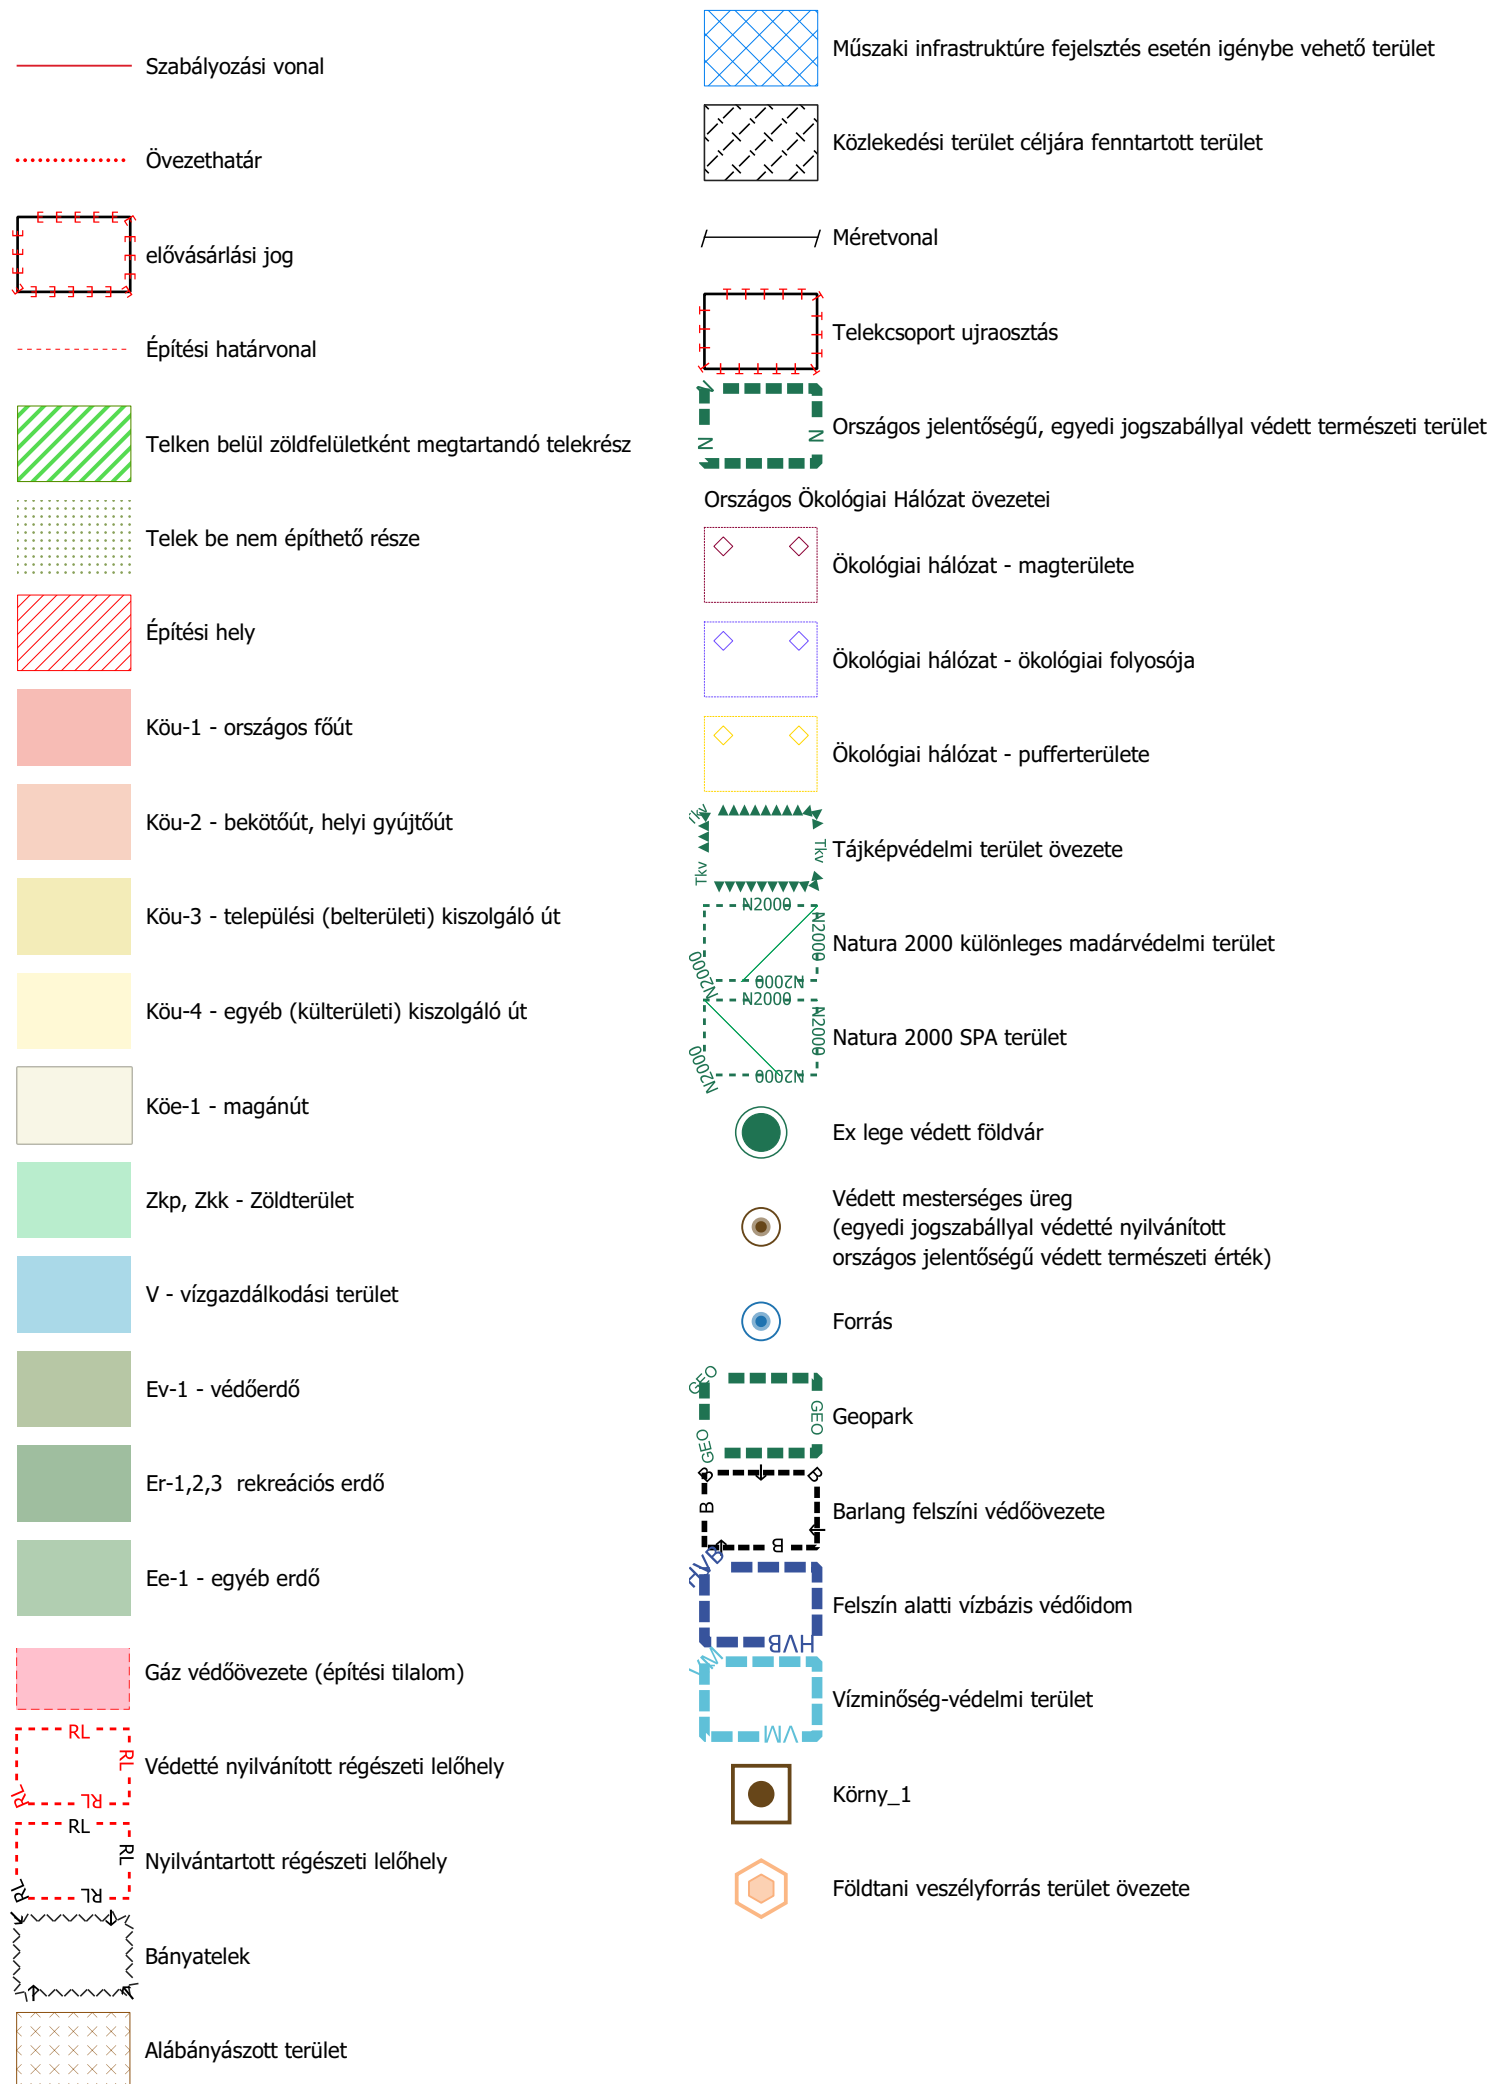 Szabályozási vonal
Övezethatár
elővásárlási jog
Építési határvonal
Telken belül zöldfelületként megtartandó telekrész
Telek be nem építhető része
Építési hely
Köu-1 - országos főút
Köu-2 - bekötőút, helyi gyújtőút
Köu-3 - települési (belterületi) kiszolgáló út
Köu-4 - egyéb (külterületi) kiszolgáló út
Köe-1 - magánút
Zkp, Zkk - Zöldterület
V - vízgazdálkodási terület
Ev-1 - védőerdő
Er-1,2,3 rekreációs erdő
Ee-1 - egyéb erdő
Gáz védőövezete (építési tilalom)
RL
RL
RL
RL
Védetté nyilvánított régészeti lelőhely
RL
RL
RL
RL
Nyilvántartott régészeti lelőhely
Bányatelek
Alábányászott terület
Műszaki infrastruktúre fejelsztés esetén igénybe vehető terület
Közlekedési terület céljára fenntartott terület
Méretvonal
Telekcsoport ujraosztás
N
N
N
Országos jelentőségű, egyedi jogszabállyal védett természeti terület
Országos Ökológiai Hálózat övezetei
Ökológiai hálózat - magterülete
Ökológiai hálózat - ökológiai folyosója
Ökológiai hálózat - pufferterülete
Tkv
Tkv
Tkv
Tájképvédelmi terület övezete
N2000
N2000
N2000
N2000
Natura 2000 különleges madárvédelmi terület
N2000
N2000
N2000
N2000
Natura 2000 SPA terület
Ex lege védett földvár
Védett mesterséges üreg
(egyedi jogszabállyal védetté nyilvánított
országos jelentőségű védett természeti érték)
Forrás
GEO
GEO
GEO
Geopark
B
B
B
B
Barlang felszíni védőövezete
HVB
HVB
Felszín alatti vízbázis védőidom
VM
VM
Vízminőség-védelmi terület
Körny_1
Földtani veszélyforrás terület övezete